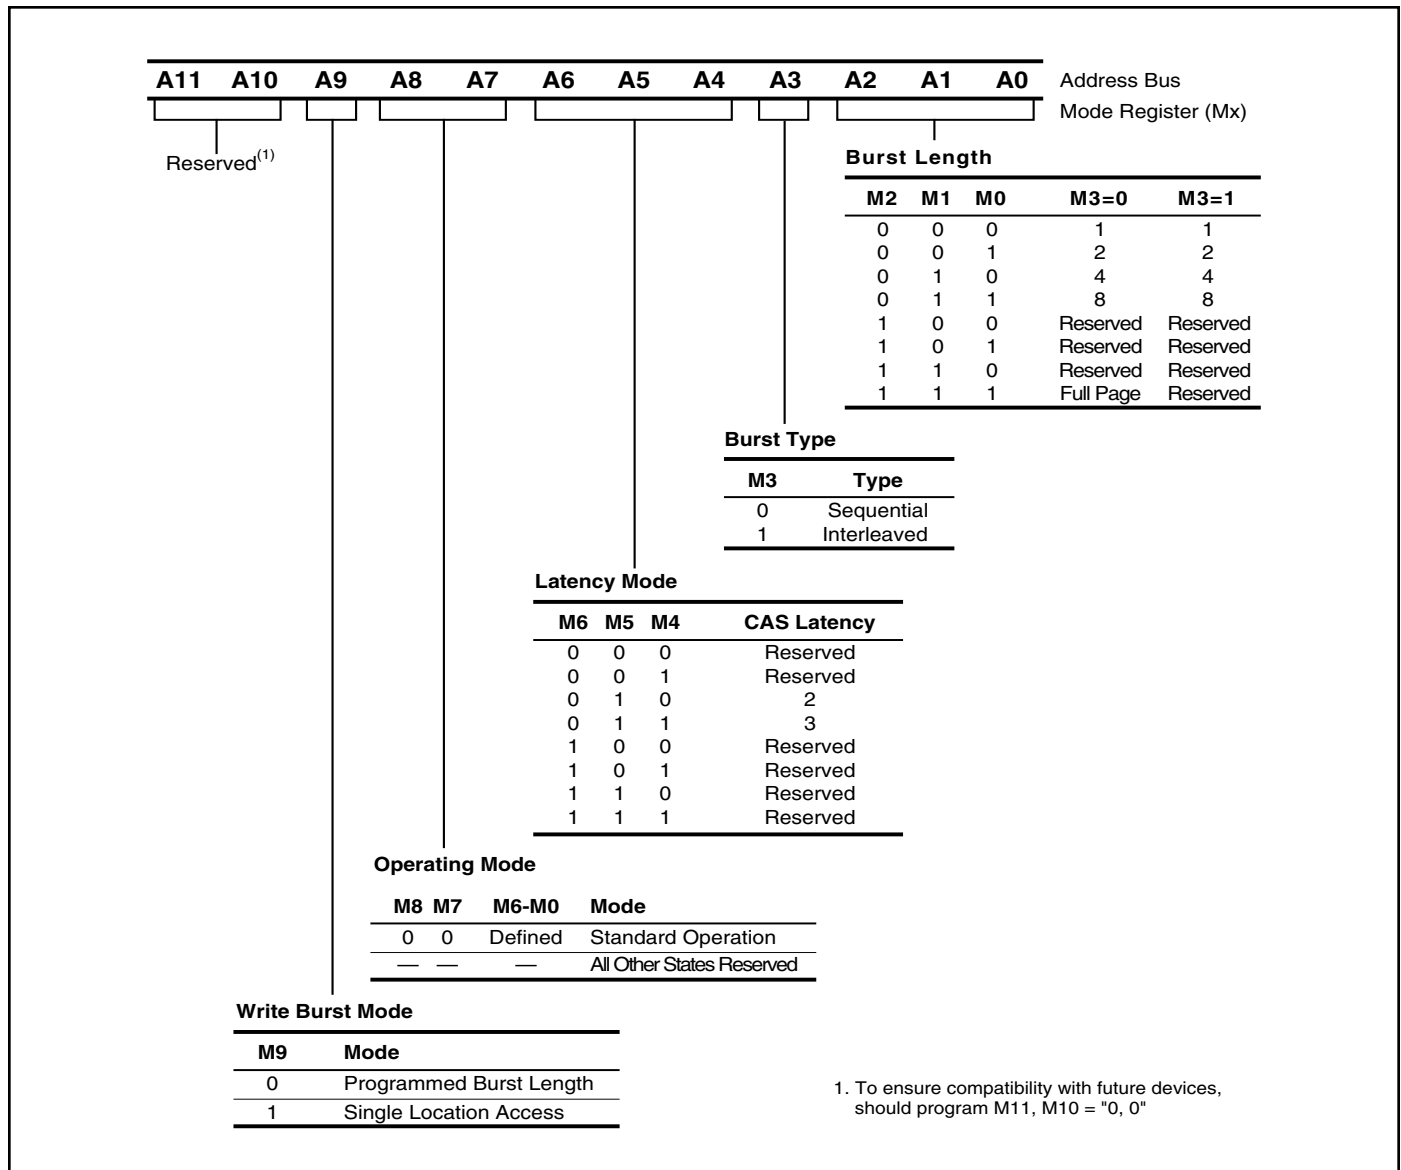 A11 A10 A9 A8 A7 A6 A5 A4 A3 A2 A1 A0 Address Bus
Mode Register (Mx)
Reserved(1)
Burst Length
M2 M1 M0 M3=0 M3=1
0 0 0 1 1
0 0 1 2 2
0 1 0 4 4
0 1 1 8 8
1 0 0 Reserved Reserved
1 0 1 Reserved Reserved
1 1 0 Reserved Reserved
1 1 1 Full Page Reserved
Burst Type
M3 Type
0 Sequential
1 Interleaved
Latency Mode
M6 M5 M4 CAS Latency
0 0 0 Reserved
0 0 1 Reserved
0 1 0 2
0 1 1 3
1 0 0 Reserved
1 0 1 Reserved
1 1 0 Reserved
1 1 1 Reserved
Operating Mode
M8 M7 M6-M0 Mode
0 0 Defined Standard Operation
— — — All Other States Reserved
Write Burst Mode
M9 Mode
0 Programmed Burst Length
1 Single Location Access
1. To ensure compatibility with future devices,
should program M11, M10 = "0, 0"